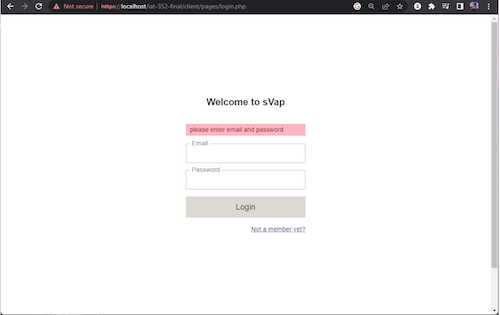 Not secure | https://localhost/iat-352-final/client/pages/login.php
Welcome to sVap
please enter email and password
Email
Password
Login
Not a member yet?